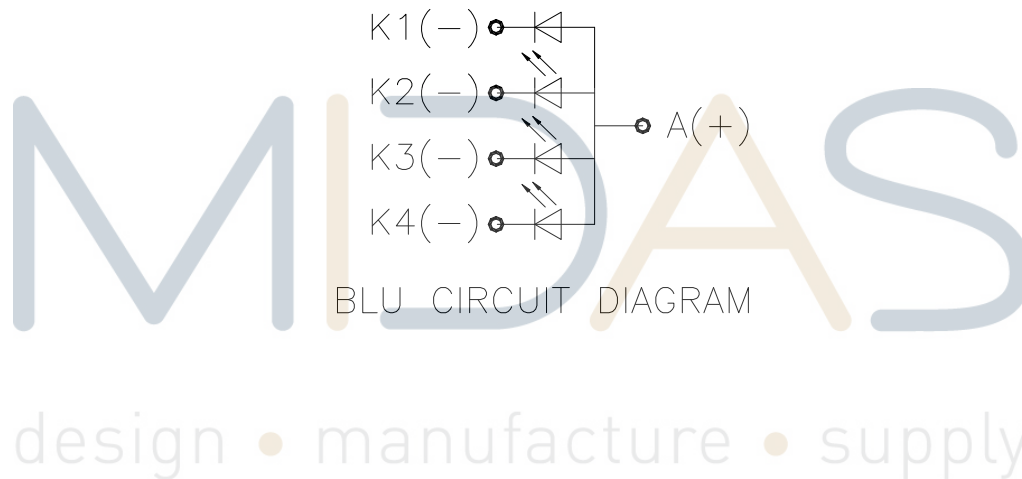 K1(-)
K2(-)
A(+)
K3(-)
K4(-)
BLU CIRCUIT DIAGRAM
MIDAS
design • manufacture • supply